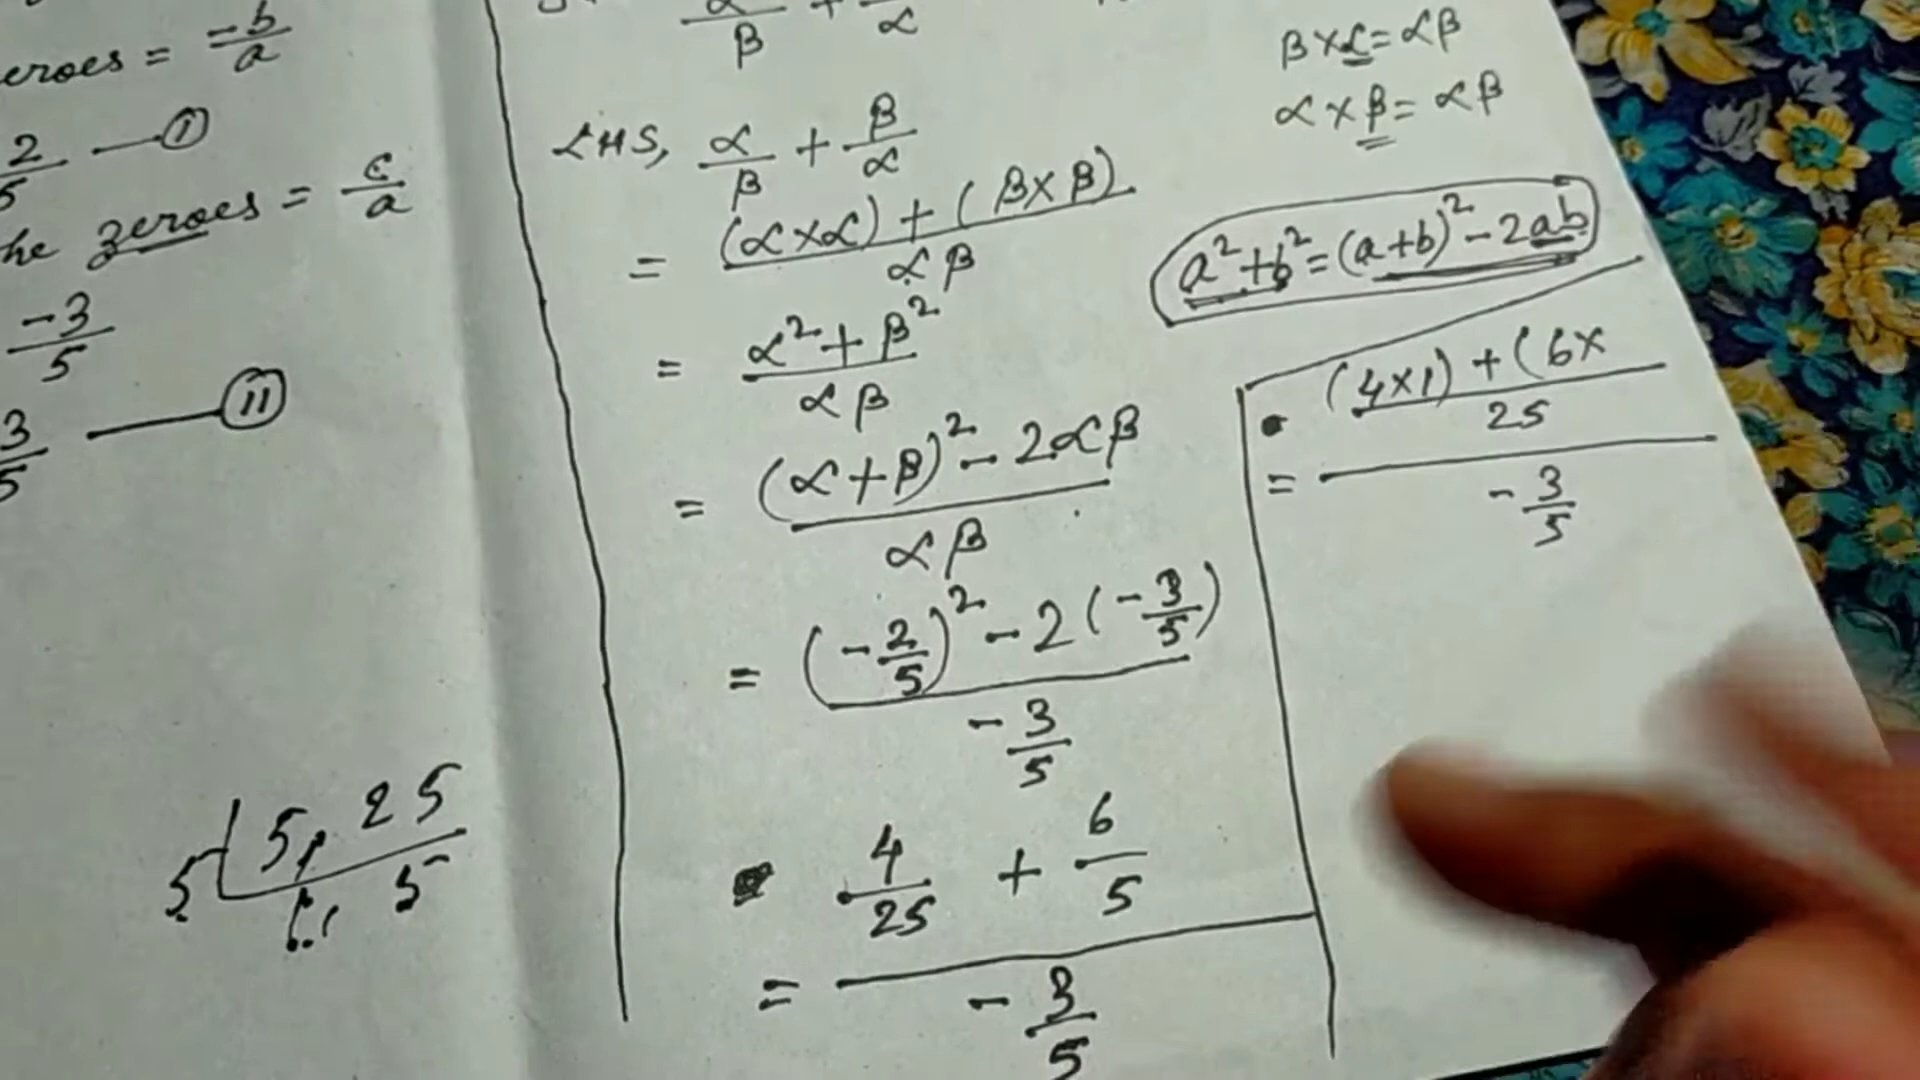 eroes = -b/a
2/5 — (i)
he zeroes = c/a
-3/5
3/5 — (ii)
5 | 5, 25
1, 5
α/β + β/α
LHS, α/β + β/α
= (α×α) + (β×β) / αβ
= α² + β² / αβ
= (α+β)² - 2αβ / αβ
= (-2/5)² - 2(-3/5) / -3/5
= 4/25 + 6/5 / -3/5
β×α = αβ
α×β = αβ
a²+b² = (a+b)² - 2ab
= (4×1) + (6× / 25 / -3/5